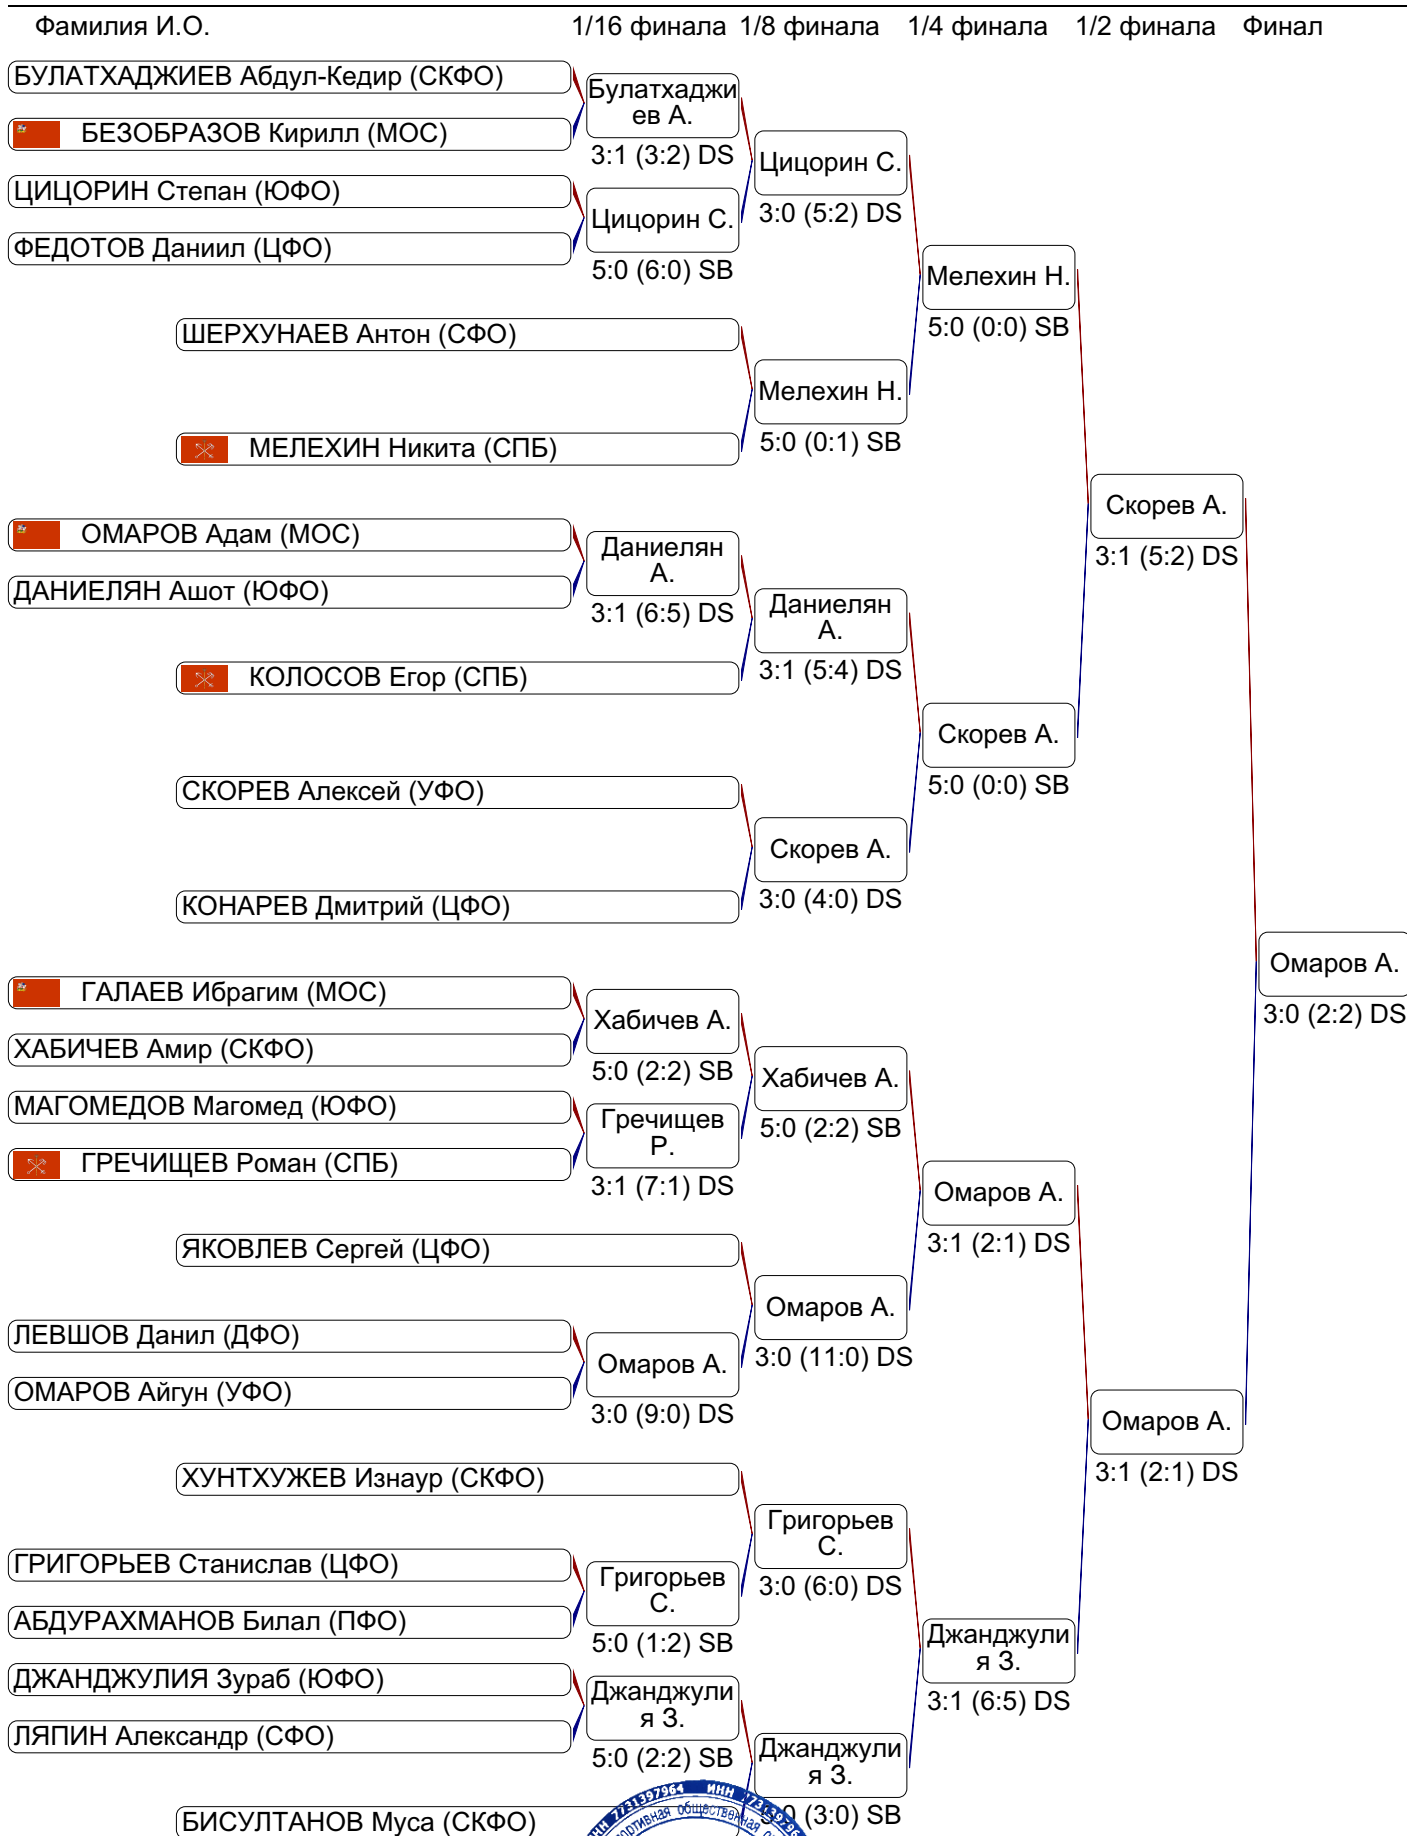 Фамилия И.О. 1/16 финала 1/8 финала 1/4 финала 1/2 финала Финал
БУЛАТХАДЖИЕВ Абдул-Кедир (СКФО)
БЕЗОБРАЗОВ Кирилл (МОС)
Булатхаджи
ев А.
3:1 (3:2) DS
ЦИЦОРИН Степан (ЮФО)
ФЕДОТОВ Даниил (ЦФО)
Цицорин С.
5:0 (6:0) SB
Цицорин С.
3:0 (5:2) DS
ШЕРХУНАЕВ Антон (СФО)
МЕЛЕХИН Никита (СПБ)
Мелехин Н.
5:0 (0:1) SB
Мелехин Н.
5:0 (0:0) SB
ОМАРОВ Адам (МОС)
ДАНИЕЛЯН Ашот (ЮФО)
Даниелян
А.
3:1 (6:5) DS
КОЛОСОВ Егор (СПБ)
Даниелян
А.
3:1 (5:4) DS
СКОРЕВ Алексей (УФО)
КОНАРЕВ Дмитрий (ЦФО)
Скорев А.
3:0 (4:0) DS
Скорев А.
5:0 (0:0) SB
Скорев А.
3:1 (5:2) DS
ГАЛАЕВ Ибрагим (МОС)
ХАБИЧЕВ Амир (СКФО)
Хабичев А.
5:0 (2:2) SB
МАГОМЕДОВ Магомед (ЮФО)
ГРЕЧИЩЕВ Роман (СПБ)
Гречищев
Р.
3:1 (7:1) DS
Хабичев А.
5:0 (2:2) SB
ЯКОВЛЕВ Сергей (ЦФО)
ЛЕВШОВ Данил (ДФО)
ОМАРОВ Айгун (УФО)
Омаров А.
3:0 (9:0) DS
Омаров А.
3:0 (11:0) DS
Омаров А.
3:1 (2:1) DS
ХУНТХУЖЕВ Изнаур (СКФО)
ГРИГОРЬЕВ Станислав (ЦФО)
АБДУРАХМАНОВ Билал (ПФО)
Григорьев
С.
5:0 (1:2) SB
Григорьев
С.
3:0 (6:0) DS
ДЖАНДЖУЛИЯ Зураб (ЮФО)
ЛЯПИН Александр (СФО)
Джанджули
я З.
5:0 (2:2) SB
БИСУЛТАНОВ Муса (СКФО)
Джанджули
я З.
(3:0) SB
Джанджули
я З.
3:1 (6:5) DS
Омаров А.
3:1 (2:1) DS
Омаров А.
3:0 (2:2) DS
7731397964 ИНН